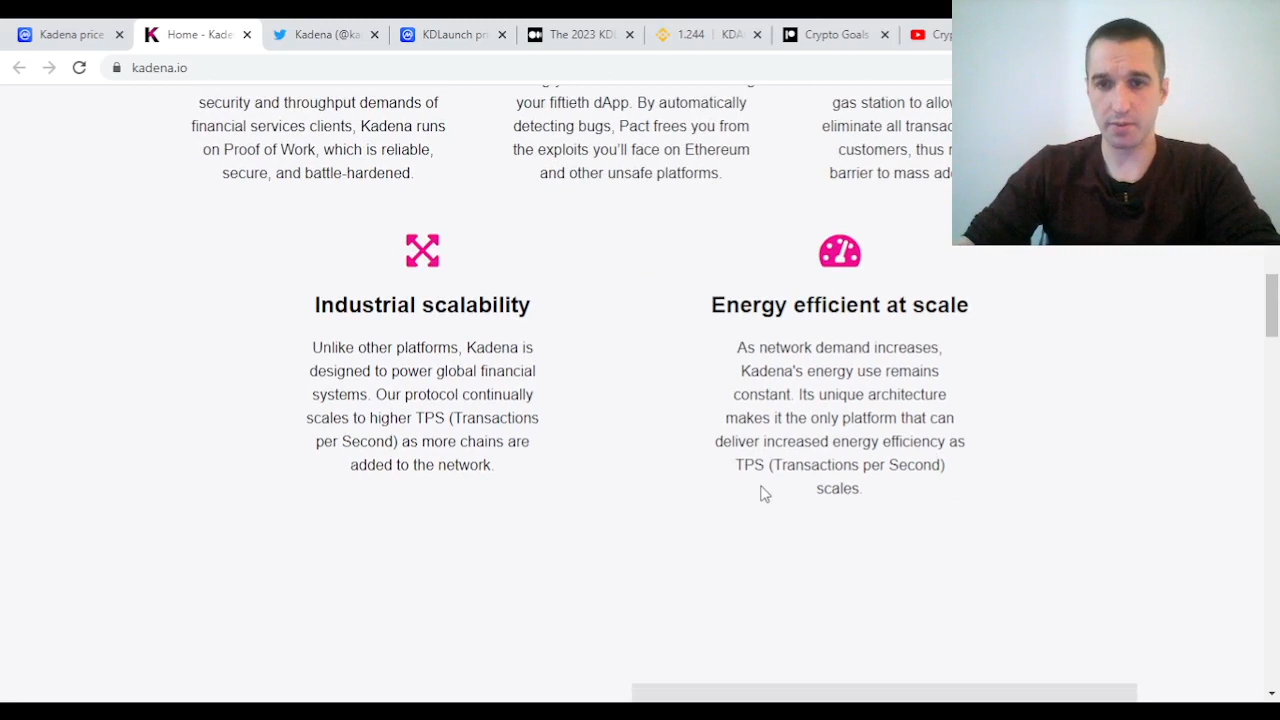 Kadena price
Home - Kade
Kadena (@ka
KDLaunch pr
The 2023 KDL
1.244 | KDA
Crypto Goals
Cryp
kadena.io
security and throughput demands of
financial services clients, Kadena runs
on Proof of Work, which is reliable,
secure, and battle-hardened.
your fiftieth dApp. By automatically
detecting bugs, Pact frees you from
the exploits you'll face on Ethereum
and other unsafe platforms.
gas station to allow
eliminate all transac
customers, thus r
barrier to mass ado
Industrial scalability
Unlike other platforms, Kadena is
designed to power global financial
systems. Our protocol continually
scales to higher TPS (Transactions
per Second) as more chains are
added to the network.
Energy efficient at scale
As network demand increases,
Kadena's energy use remains
constant. Its unique architecture
makes it the only platform that can
deliver increased energy efficiency as
TPS (Transactions per Second)
scales.